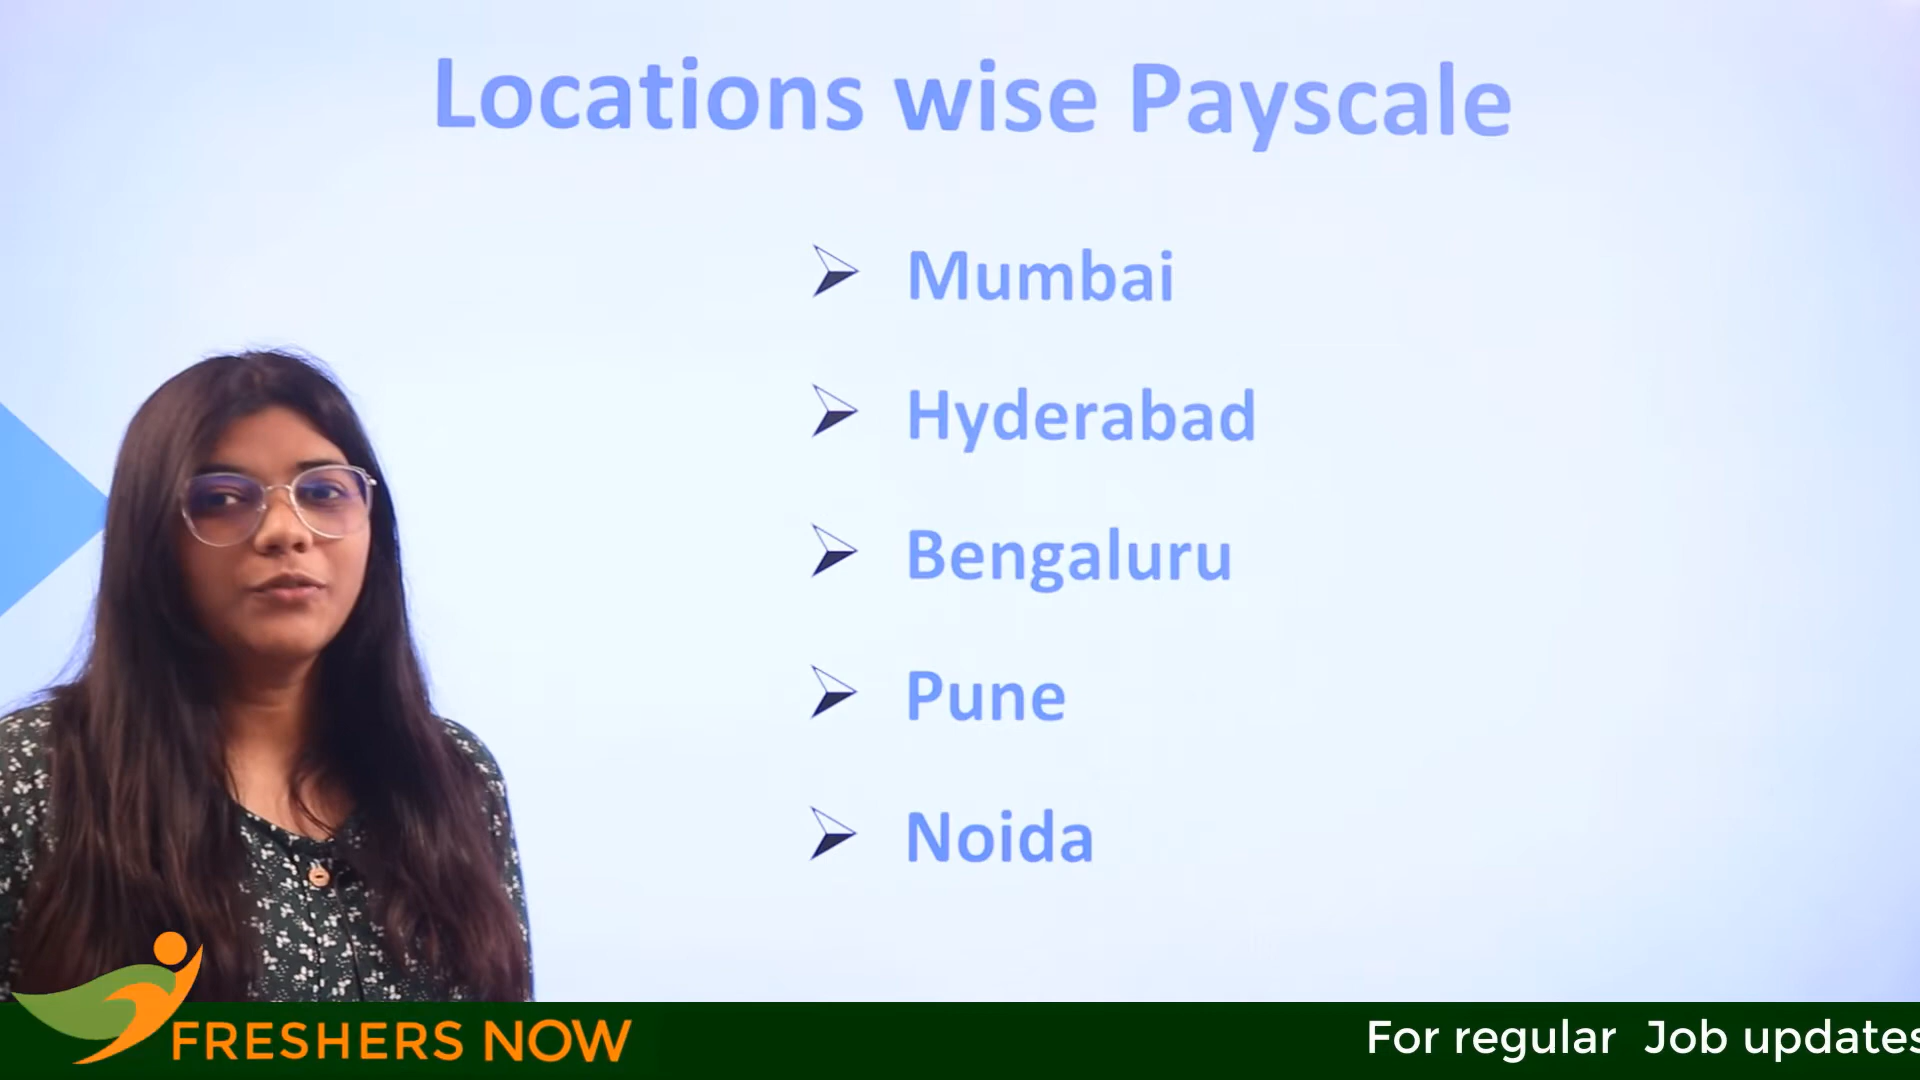 Locations wise Payscale
Mumbai
Hyderabad
Bengaluru
Pune
Noida
FRESHERS NOW
For regular Job updates